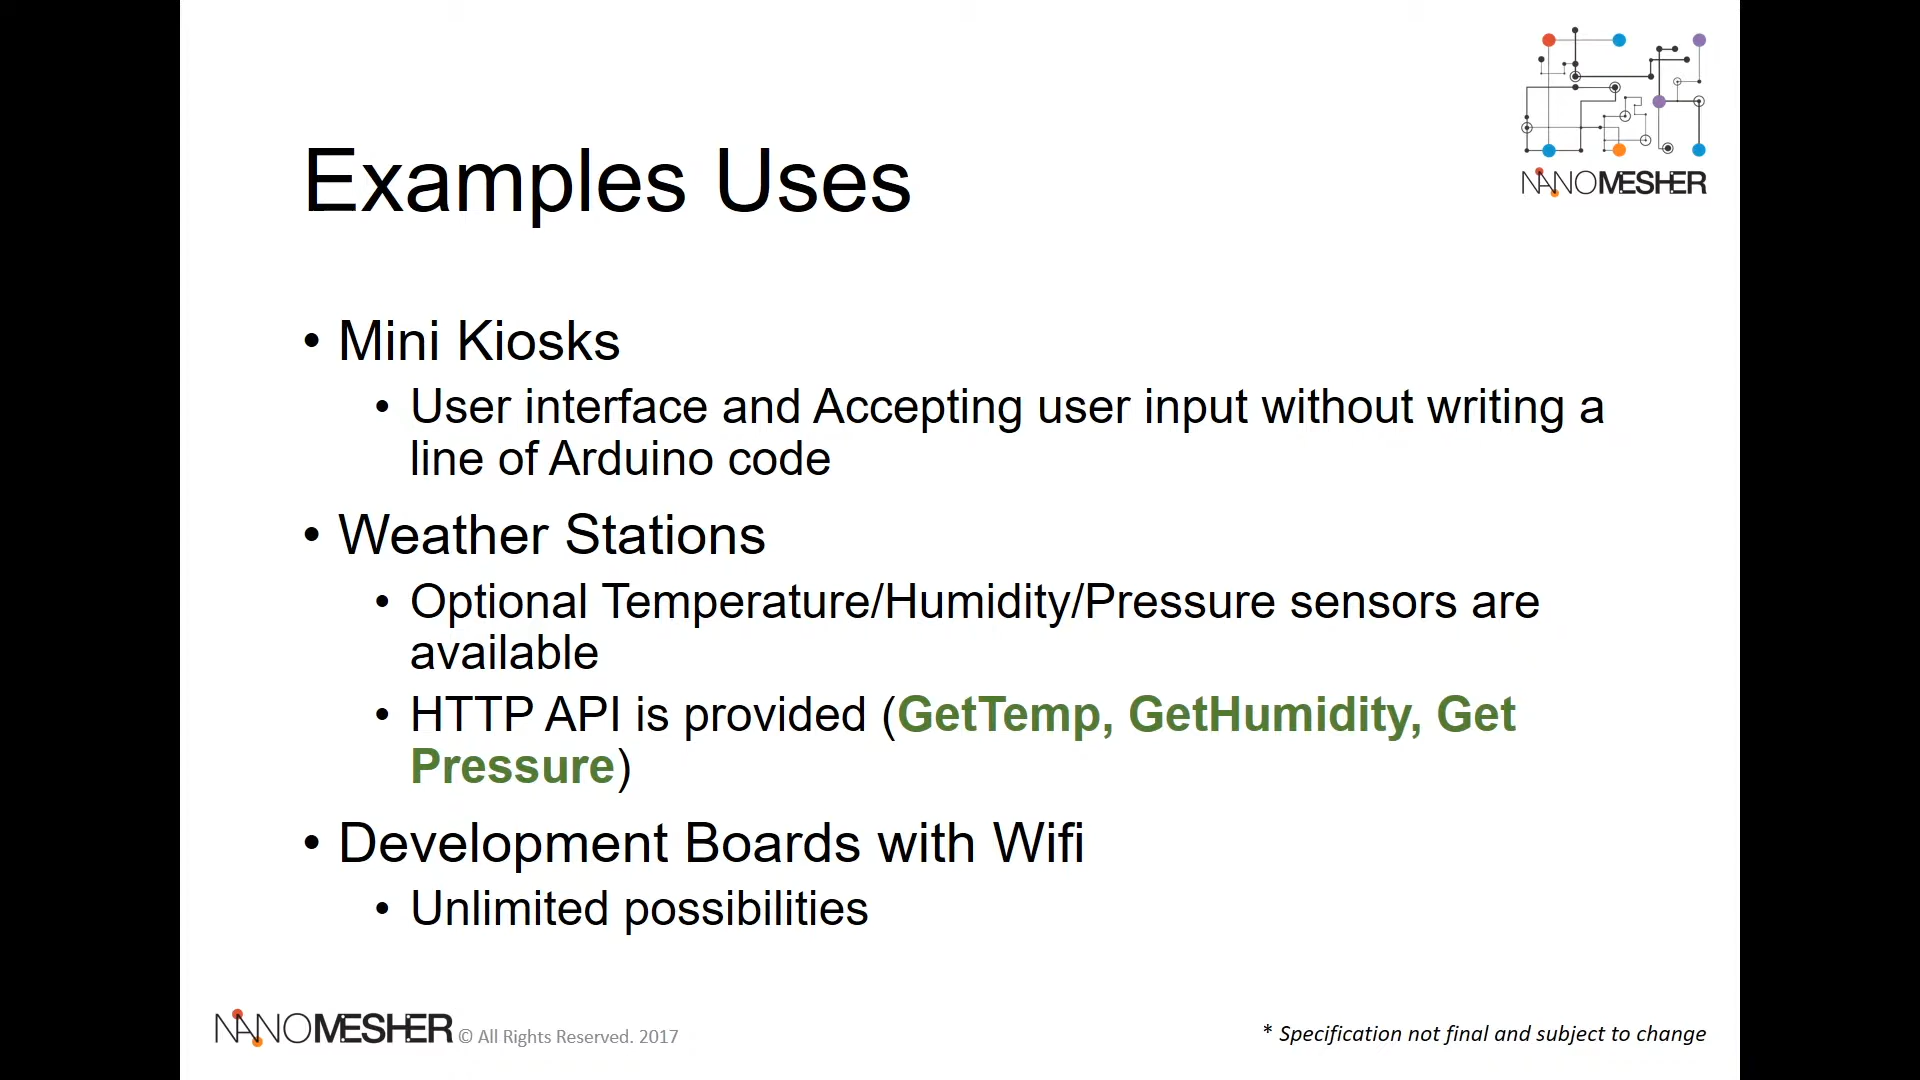 NANOMESHER
Examples Uses
• Mini Kiosks
• User interface and Accepting user input without writing a
line of Arduino code
• Weather Stations
• Optional Temperature/Humidity/Pressure sensors are
available
• HTTP API is provided (GetTemp, GetHumidity, Get
Pressure)
• Development Boards with Wifi
• Unlimited possibilities
NANOMESHER © All Rights Reserved. 2017
* Specification not final and subject to change